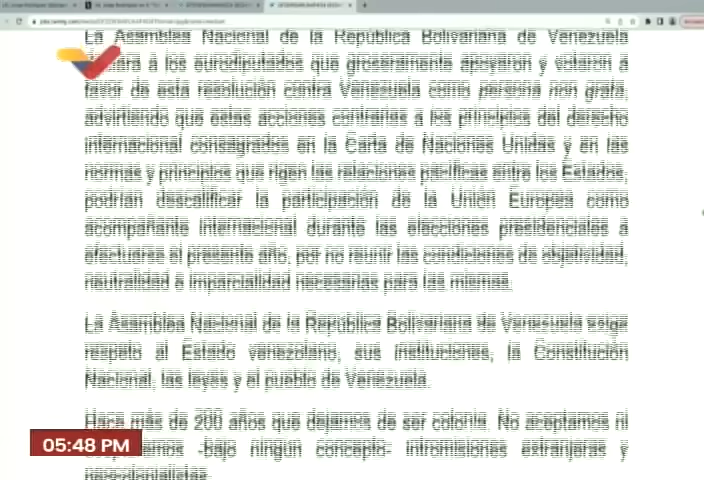 La Asamblea Nacional de la República Bolivariana de Venezuela
a los eurodiputados que groseramente apoyaron y votaron a
favor de esta resolución contra Venezuela como persona non grata,
advirtiendo que estas acciones contrarias a los principios del derecho
internacional consagrados en la Carta de Naciones Unidas y en las
normas y principios que rigen las relaciones pacíficas entre los Estados,
podrían descalificar la participación de la Unión Europea como
acompañante internacional durante las elecciones presidenciales a
efectuarse el presente año, por no reunir las condiciones de objetividad,
neutralidad e imparcialidad necesarias para las mismas.
La Asamblea Nacional de la República Bolivariana de Venezuela exige
respeto al Estado venezolano, sus instituciones, la Constitución
Nacional, las leyes y al pueblo de Venezuela.
Hace más de 200 años que dejamos de ser colonia. No aceptamos ni
-bajo ningún concepto- intromisiones extranjeras y
neocolonialistas.
05:48 PM